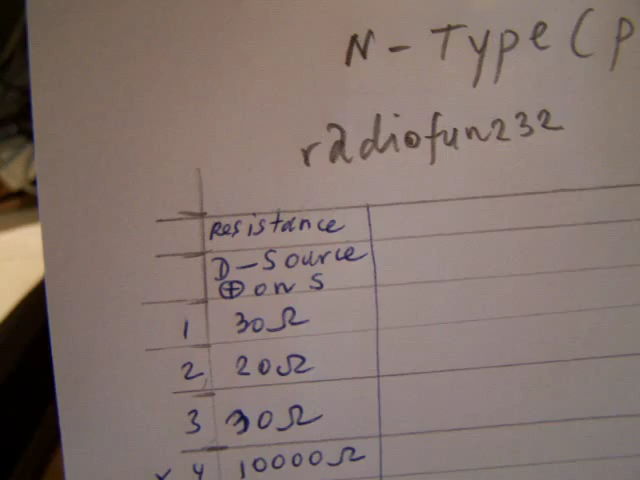 N-Type (P
radiofun232
Resistance
D-Source
⊕ on S
1 30Ω
2 20Ω
3 30Ω
x 4 10000Ω